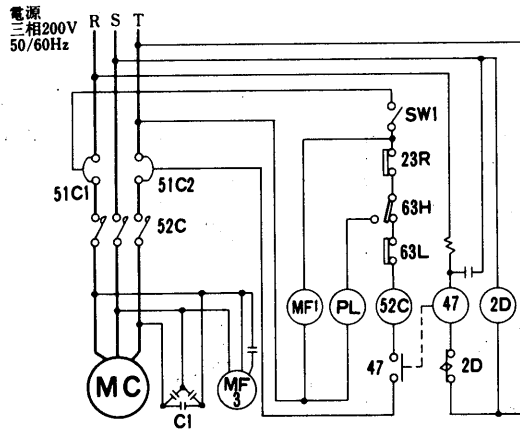 電源
三相200V
50/60Hz
R S T
SW1
23R
51C1
51C2
63H
52C
63L
MF1
PL
52C
47
2D
MC
MF
3
47
2D
C1